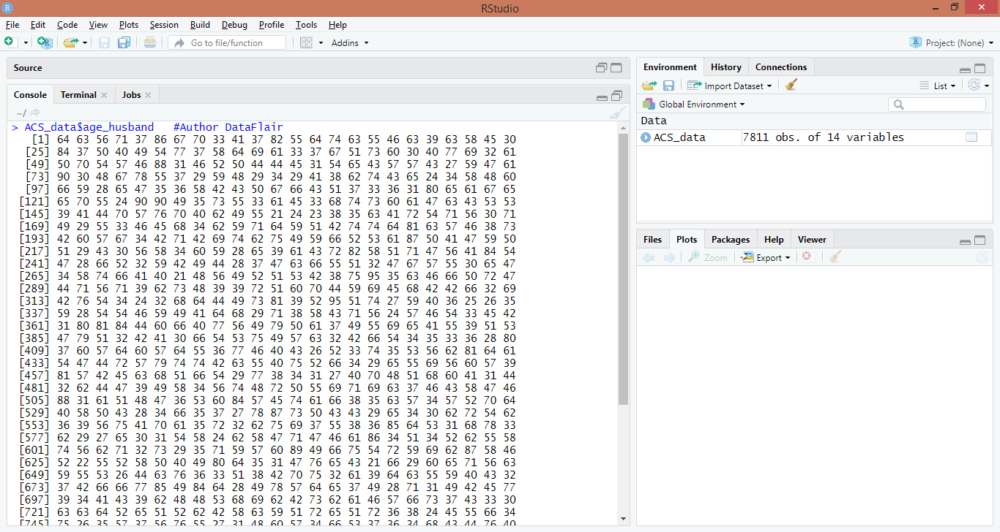 RStudio
File Edit Code View Plots Session Build Debug Profile Tools Help
Go to file/function Addins Project: (None)
Source
Console Terminal Jobs
~/
> ACS_data$age_husband #Author DataFlair
[1] 64 63 56 71 37 86 67 70 33 41 37 82 55 64 74 63 55 46 63 39 63 58 45 30
[25] 84 37 50 40 49 54 77 37 58 64 69 61 33 37 67 51 73 60 30 40 77 69 32 61
[49] 50 70 54 57 46 88 31 46 52 50 44 44 45 31 54 65 43 57 57 43 27 59 47 61
[73] 90 30 48 67 78 55 37 29 59 48 29 34 29 41 38 62 74 43 65 24 34 58 48 60
[97] 66 59 28 65 47 35 36 58 42 43 50 67 66 43 51 37 33 36 31 80 65 61 67 65
[121] 65 70 55 24 90 90 49 35 73 55 33 61 45 33 68 74 73 60 61 47 63 43 53 53
[145] 39 41 44 70 57 76 70 40 62 49 55 21 24 23 38 35 63 41 72 54 71 56 30 71
[169] 49 29 55 33 46 45 68 34 62 59 71 64 59 51 42 74 74 64 81 63 57 46 38 73
[193] 42 60 57 67 34 42 71 42 69 74 62 75 49 59 66 52 53 61 87 50 41 47 59 50
[217] 51 29 43 30 56 58 34 60 59 28 65 39 61 43 72 82 58 51 71 47 56 41 84 54
[241] 47 28 66 52 32 59 42 49 44 28 37 47 63 66 55 51 32 47 67 57 55 30 65 47
[265] 34 58 74 66 41 40 21 48 56 49 52 51 53 42 38 75 95 35 63 46 66 50 72 47
[289] 44 71 56 71 39 62 73 48 39 39 72 51 60 70 44 59 69 45 68 42 42 66 32 69
[313] 42 76 54 34 24 32 68 64 44 49 73 81 39 52 95 51 74 27 59 40 36 25 26 35
[337] 59 28 54 54 46 59 49 41 64 68 29 71 38 58 43 71 56 24 57 46 54 33 45 42
[361] 31 80 81 84 44 60 66 40 77 56 49 79 50 61 37 49 55 69 65 41 55 39 51 53
[385] 47 79 51 32 42 41 30 66 54 53 75 49 57 63 32 42 66 54 34 35 33 36 28 80
[409] 37 60 57 64 60 57 64 55 36 77 46 40 43 26 52 33 74 35 53 56 62 81 64 61
[433] 54 47 44 72 57 79 74 74 42 63 55 40 75 52 66 34 29 65 55 69 56 60 57 39
[457] 81 57 42 45 63 68 51 66 54 29 77 38 34 31 27 40 70 48 51 68 60 41 31 44
[481] 32 62 44 47 39 49 58 34 56 74 48 72 50 55 69 71 69 63 37 46 43 58 47 46
[505] 88 31 61 51 48 47 36 53 60 84 57 45 74 61 66 38 35 63 57 34 57 52 70 64
[529] 40 58 50 43 28 34 66 35 37 27 78 87 73 50 43 43 29 65 34 30 62 72 54 62
[553] 36 39 56 75 41 70 61 35 72 32 62 75 69 37 55 38 36 85 64 53 31 68 78 33
[577] 62 29 27 65 30 31 54 58 24 62 58 47 71 47 46 61 86 34 51 34 52 62 55 58
[601] 74 56 62 71 32 73 29 35 71 59 57 60 89 49 66 75 54 72 59 69 62 87 58 46
[625] 52 22 55 52 58 50 40 49 80 64 35 31 47 76 65 43 21 66 29 60 65 71 56 63
[649] 59 55 53 26 44 63 76 36 33 51 38 42 70 75 32 61 39 64 63 55 59 40 43 32
[673] 37 42 66 66 77 85 49 84 64 28 49 78 57 64 65 37 49 28 71 31 49 42 45 77
[697] 39 34 41 43 39 62 48 48 53 68 69 62 42 73 62 61 46 57 66 73 37 43 33 30
[721] 63 63 64 52 65 51 52 62 42 58 63 59 51 72 65 51 72 36 38 24 45 55 66 34
[745] 75 26 35 57 37 56 76 55 27 31 48 60 57 34 66 53 37 36 34 68 43 44 76 40
Environment History Connections
Import Dataset List
Global Environment
Data
ACS_data 7811 obs. of 14 variables
Files Plots Packages Help Viewer
Zoom Export